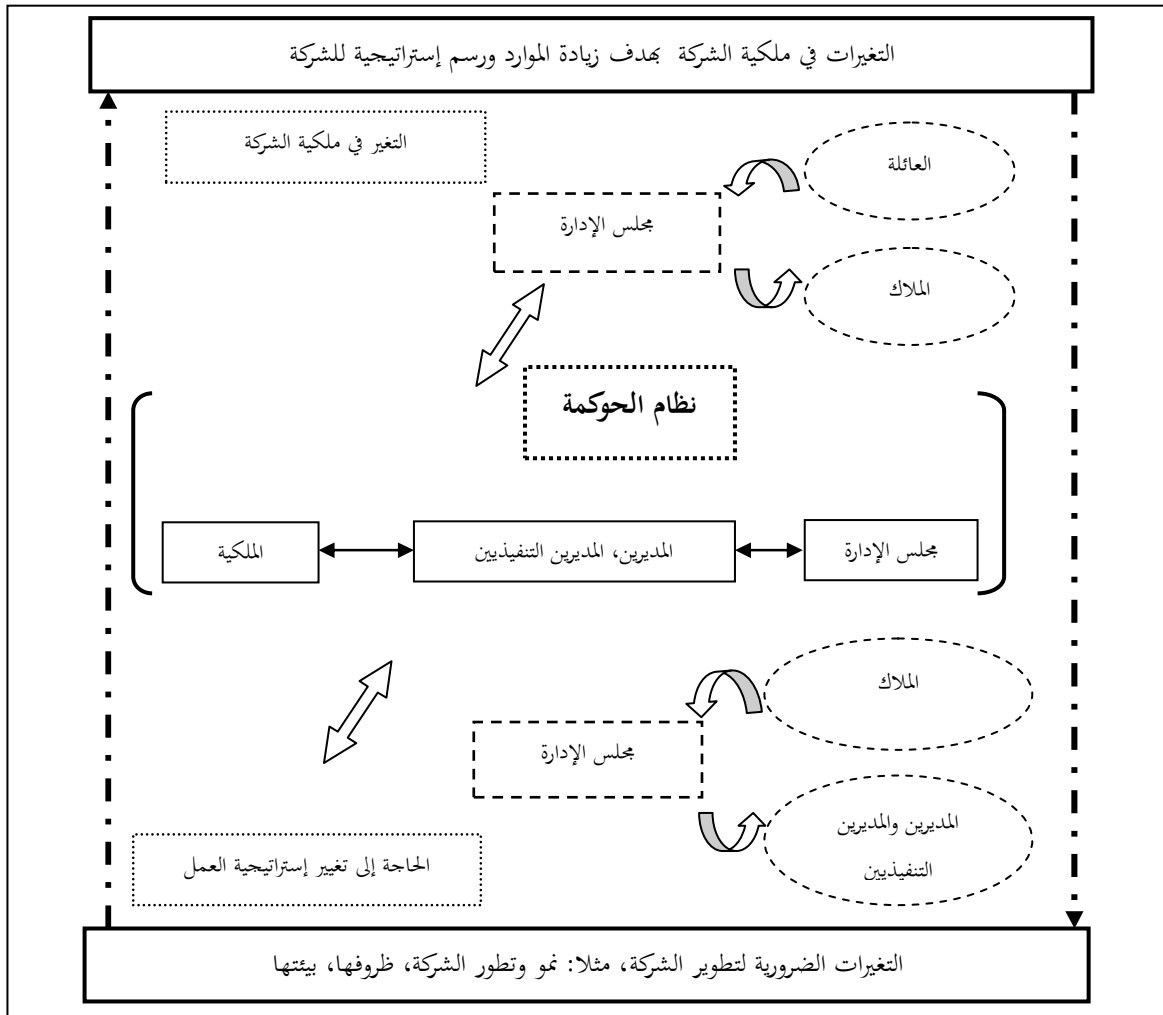 التغيرات في ملكية الشركة بهدف زيادة الموارد ورسم إستراتيجية للشركة
التغير في ملكية الشركة
العائلة
مجلس الإدارة
الملاك
نظام الحوكمة
مجلس الإدارة
المديرين، المديرين التنفيذيين
الملكية
الملاك
مجلس الإدارة
المديرين والمديرين
التنفيذيين
الحاجة إلى تغيير إستراتيجية العمل
التغيرات الضرورية لتطوير الشركة، مثلا: نمو وتطور الشركة، ظروفها، بيئتها